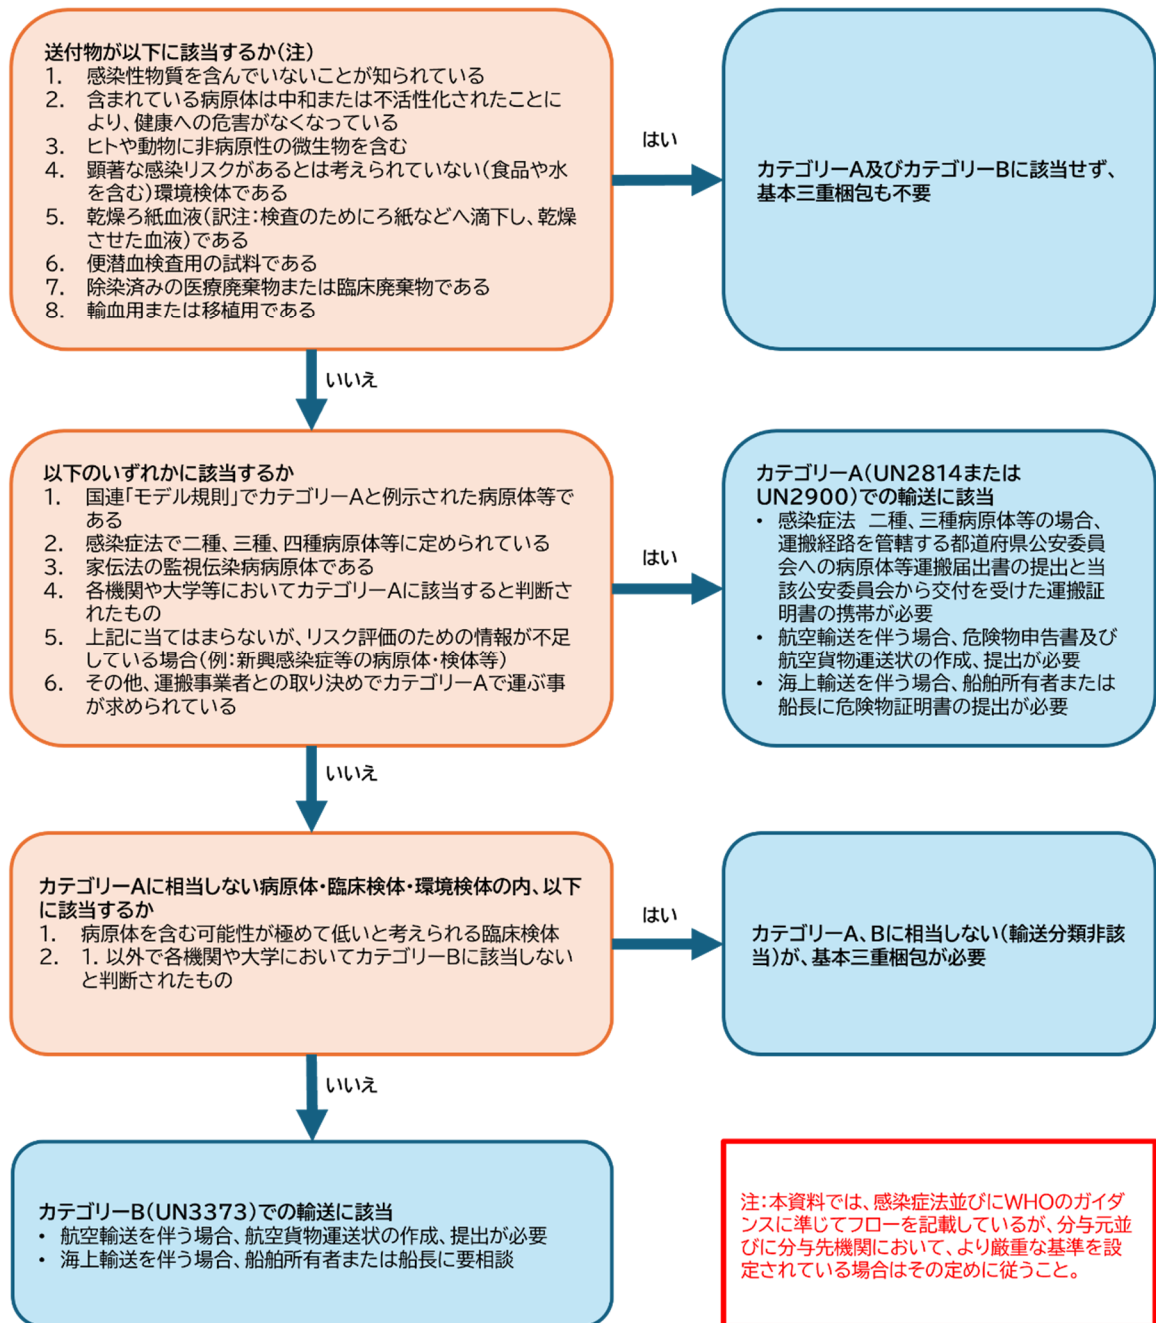 送付物が以下に該当するか(注)
1. 感染性物質を含んでいないことが知られている
2. 含まれている病原体は中和または不活性化されたことに
より、健康への危害がなくなっている
3. ヒトや動物に非病原性の微生物を含む
4. 顕著な感染リスクがあるとは考えられていない(食品や水
を含む)環境検体である
5. 乾燥ろ紙血液(訳注:検査のためにろ紙などへ滴下し、乾燥
させた血液)である
6. 便潜血検査用の試料である
7. 除染済みの医療廃棄物または臨床廃棄物である
8. 輸血用または移植用である
はい
カテゴリーA及びカテゴリーBに該当せず、
基本三重梱包も不要
いいえ
以下のいずれかに該当するか
1. 国連「モデル規則」でカテゴリーAと例示された病原体等で
ある
2. 感染症法で二種、三種、四種病原体等に定められている
3. 家伝法の監視伝染病病原体である
4. 各機関や大学等においてカテゴリーAに該当すると判断さ
れたもの
5. 上記に当てはまらないが、リスク評価のための情報が不足
している場合(例:新興感染症等の病原体・検体等)
6. その他、運搬事業者との取り決めでカテゴリーAで運ぶ事
が求められている
はい
カテゴリーA(UN2814または
UN2900)での輸送に該当
• 感染症法 二種、三種病原体等の場合、
運搬経路を管轄する都道府県公安委員
会への病原体等運搬届出書の提出と当
該公安委員会から交付を受けた運搬証
明書の携帯が必要
• 航空輸送を伴う場合、危険物申告書及び
航空貨物運送状の作成、提出が必要
• 海上輸送を伴う場合、船舶所有者または
船長に危険物証明書の提出が必要
いいえ
カテゴリーAに相当しない病原体・臨床検体・環境検体の内、以下
に該当するか
1. 病原体を含む可能性が極めて低いと考えられる臨床検体
2. 1. 以外で各機関や大学においてカテゴリーBに該当しない
と判断されたもの
はい
カテゴリーA、Bに相当しない(輸送分類非該
当)が、基本三重梱包が必要
いいえ
カテゴリーB(UN3373)での輸送に該当
• 航空輸送を伴う場合、航空貨物運送状の作成、提出が必要
• 海上輸送を伴う場合、船舶所有者または船長に要相談
注:本資料では、感染症法並びにWHOのガイダ
ンスに準じてフローを記載しているが、分与元並
びに分与先機関において、より厳重な基準を設
定されている場合はその定めに従うこと。